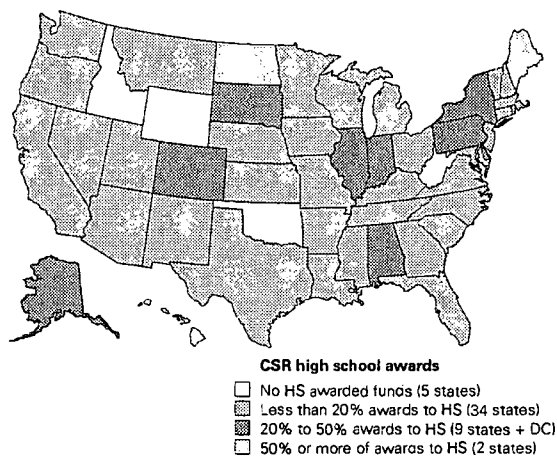 CSR high school awards
No HS awarded funds (5 states)
Less than 20% awards to HS (34 states)
20% to 50% awards to HS (9 states + DC)
50% or more of awards to HS (2 states)